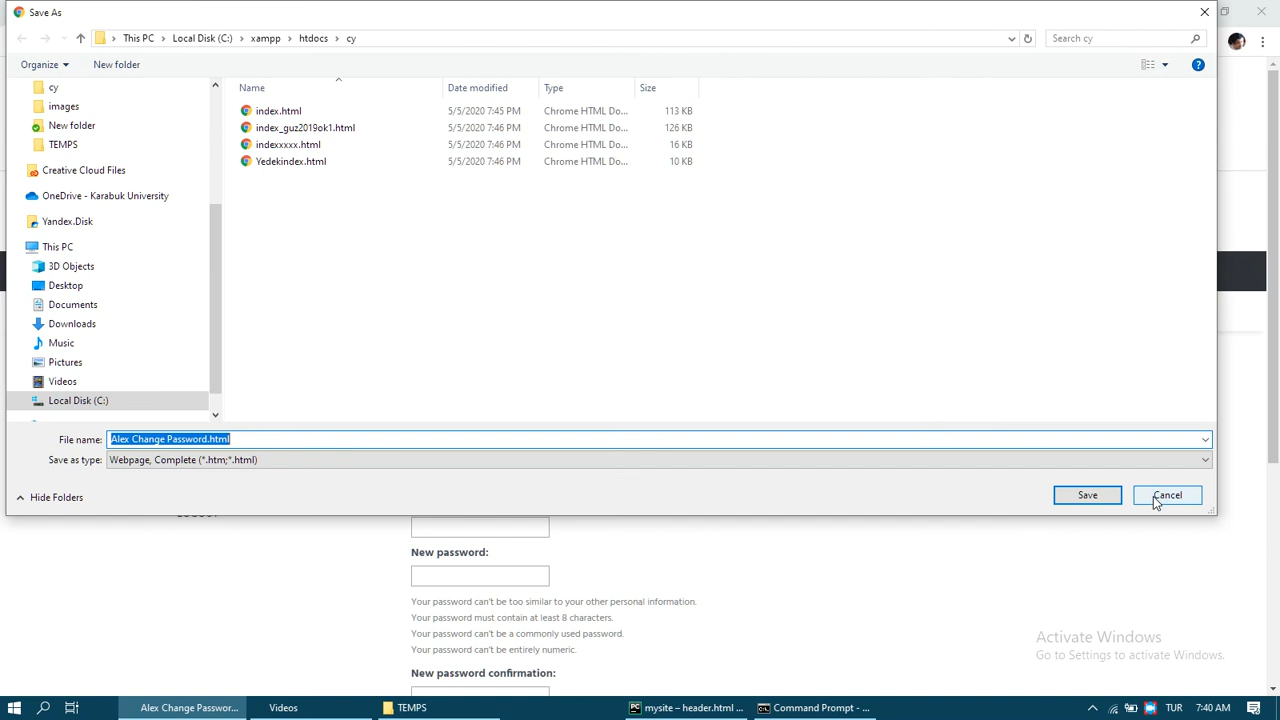 Save As
This PC > Local Disk (C:) > xampp > htdocs > cy
Search cy
Organize
New folder
Name
Date modified
Type
Size
cy
images
New folder
TEMPS
Creative Cloud Files
OneDrive - Karabuk University
Yandex.Disk
This PC
3D Objects
Desktop
Documents
Downloads
Music
Pictures
Videos
Local Disk (C:)
index.html 5/5/2020 7:45 PM Chrome HTML Do... 113 KB
index_guz2019ok1.html 5/5/2020 7:46 PM Chrome HTML Do... 126 KB
indexxxxx.html 5/5/2020 7:46 PM Chrome HTML Do... 16 KB
Yedekindex.html 5/5/2020 7:46 PM Chrome HTML Do... 10 KB
File name: Alex Change Password.html
Save as type: Webpage, Complete (*.htm;*.html)
Hide Folders
Save
Cancel
New password:
Your password can't be too similar to your other personal information.
Your password must contain at least 8 characters.
Your password can't be a commonly used password.
Your password can't be entirely numeric.
New password confirmation:
Activate Windows
Go to Settings to activate Windows.
Alex Change Passwor...
Videos
TEMPS
PC mysite – header.html ...
Command Prompt - ...
TUR
7:40 AM